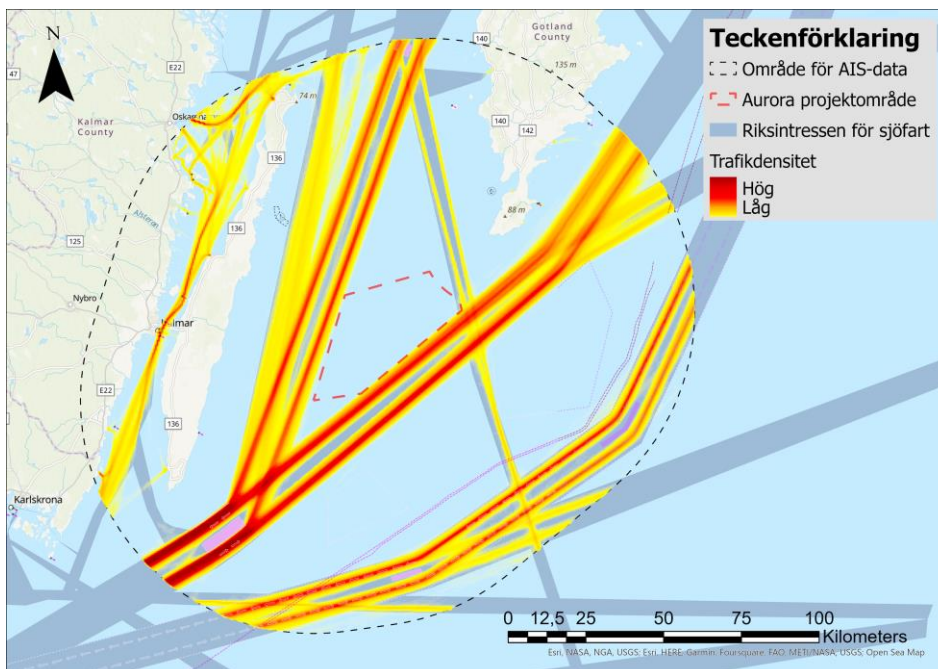 N
Teckenförklaring
Område för AIS-data
Aurora projektområde
Riksintressen för sjöfart
Trafikdensitet
Hög
Låg
Gotland
County
140
135 m
47
E22
74 m
140
Kalmar
County
136
142
88 m
Alsterån
136
125
Nybro
E22
136
Karlskrona
0 12,5 25 50 75 100
Kilometers
Esri, NASA, NGA, USGS; Esri, HERE, Garmin, Foursquare, FAO, METI/NASA, USGS; Open Sea Map